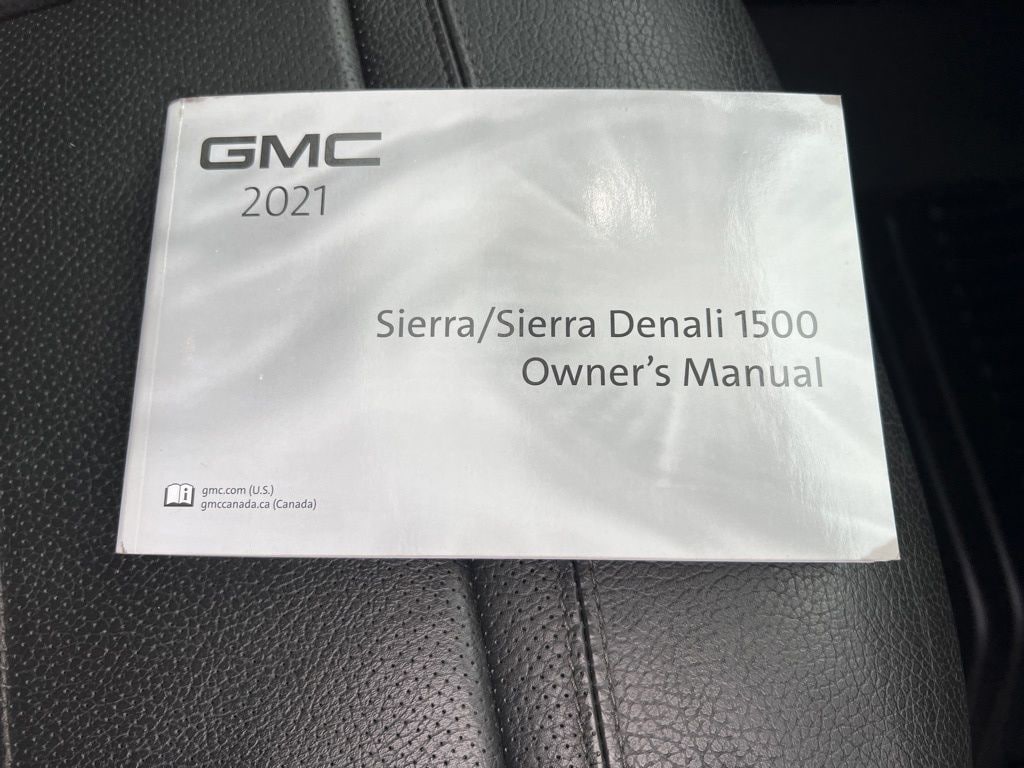 GMC
2021
Sierra/Sierra Denali 1500
Owner's Manual
gmc.com (U.S.)
gmccanada.ca (Canada)